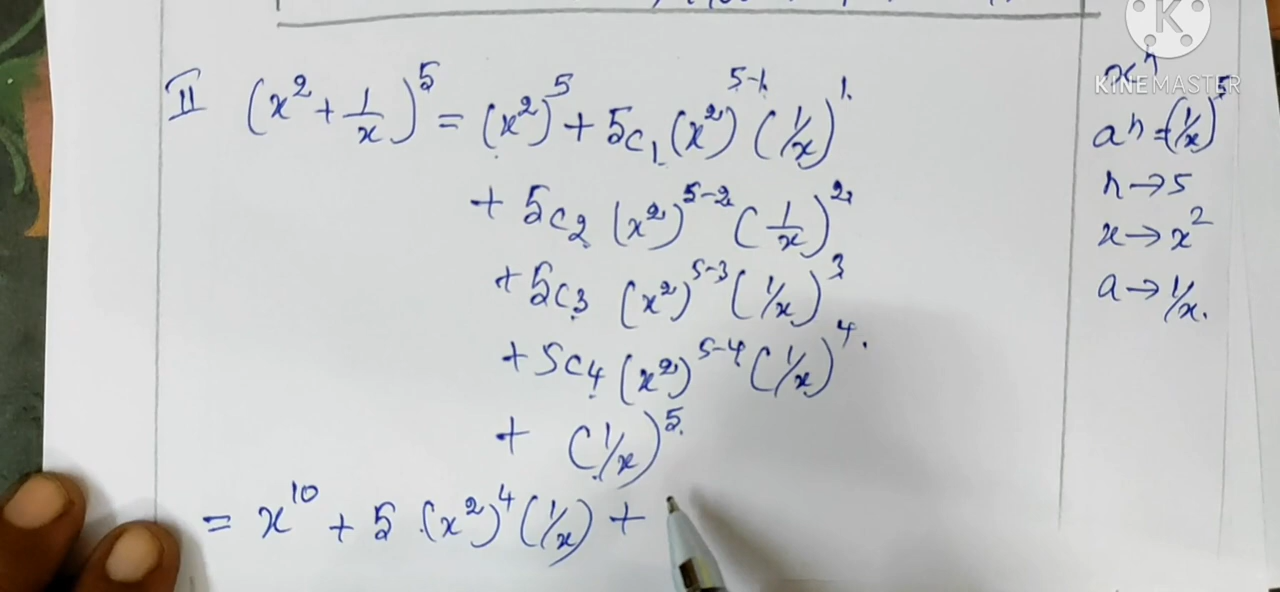 K
KINEMASTER
II (x² + 1/x)⁵ = (x²)⁵ + 5c₁ (x²)⁵⁻¹ (1/x)¹
+ 5c₂ (x²)⁵⁻² (1/x)²
+ 5c₃ (x²)⁵⁻³ (1/x)³
+ 5c₄ (x²)⁵⁻⁴ (1/x)⁴.
+ (1/x)⁵.
= x¹⁰ + 5 (x²)⁴ (1/x) +
xⁿ
aⁿ = (1/x)⁵
n → 5
x → x²
a → 1/x.